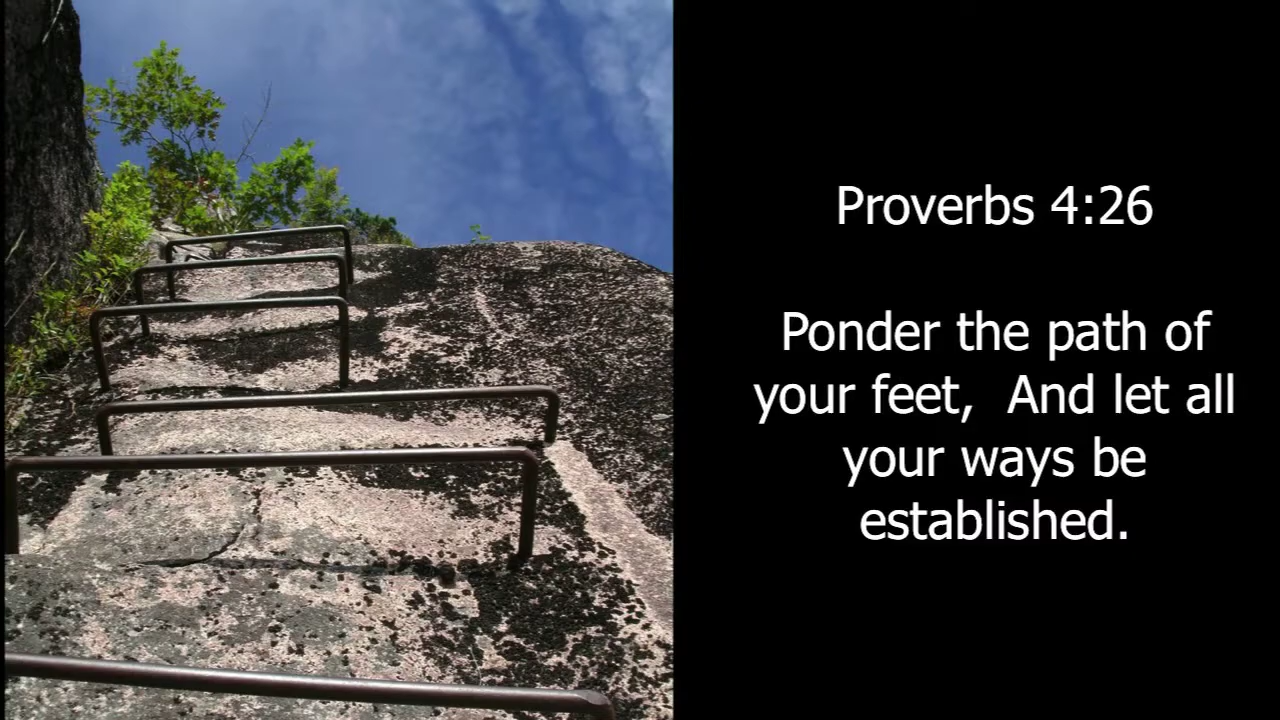 Proverbs 4:26
Ponder the path of
your feet,  And let all
your ways be
established.